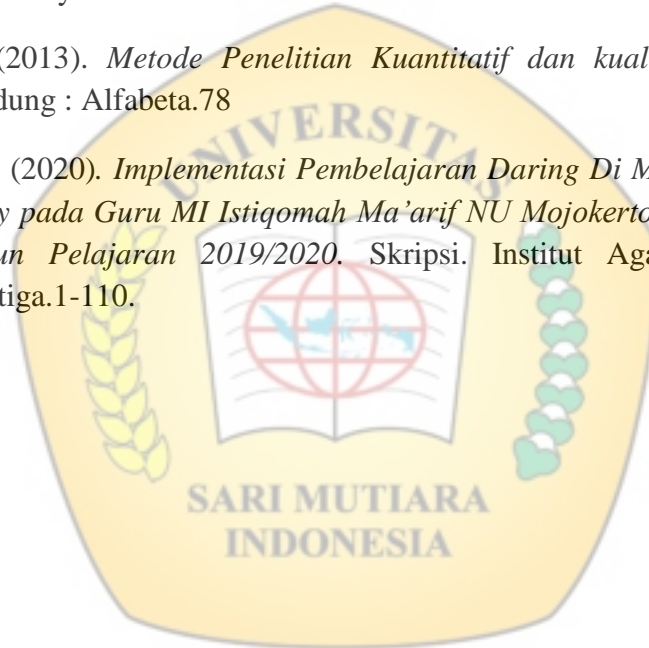 (2013). Metode Penelitian Kuantitatif dan kual
dung : Alfabeta.78
(2020). Implementasi Pembelajaran Daring Di M
y pada Guru MI Istiqomah Ma’arif NU Mojokerto
un Pelajaran 2019/2020. Skripsi. Institut Aga
tiga.1-110.
UNIVERSITAS
SARI MUTIARA
INDONESIA